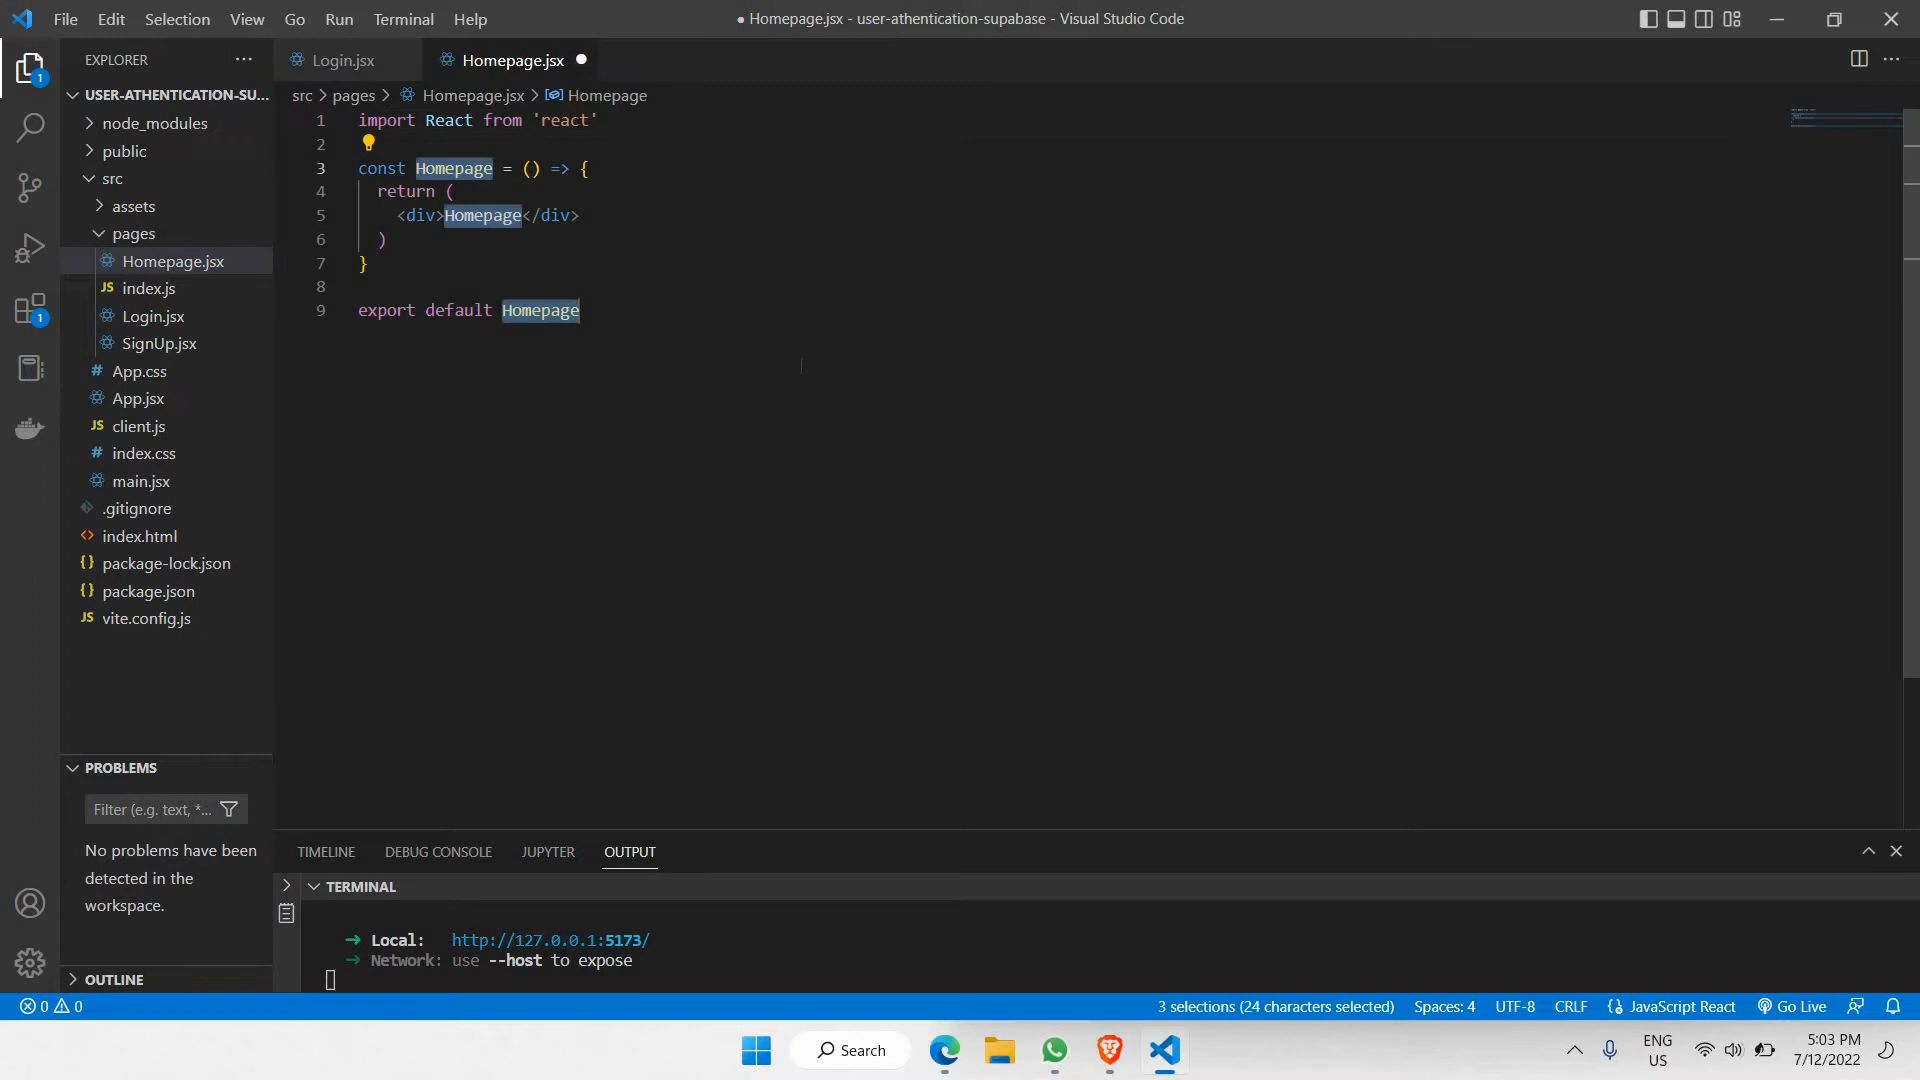 File Edit Selection View Go Run Terminal Help
● Homepage.jsx - user-athentication-supabase - Visual Studio Code
EXPLORER
USER-ATHENTICATION-SU...
node_modules
public
src
assets
pages
Homepage.jsx
JS index.js
Login.jsx
SignUp.jsx
# App.css
App.jsx
JS client.js
# index.css
main.jsx
.gitignore
<> index.html
{} package-lock.json
{} package.json
JS vite.config.js
PROBLEMS
Filter (e.g. text, *...
No problems have been
detected in the
workspace.
OUTLINE
1
1
Login.jsx
Homepage.jsx
src > pages > Homepage.jsx > Homepage
1 import React from 'react'
2
3 const Homepage = () => {
4 return (
5 <div>Homepage</div>
6 )
7 }
8
9 export default Homepage
TIMELINE DEBUG CONSOLE JUPYTER OUTPUT
TERMINAL
➜ Local: http://127.0.0.1:5173/
➜ Network: use --host to expose
0 0
3 selections (24 characters selected) Spaces: 4 UTF-8 CRLF {} JavaScript React Go Live
Search
ENG
US
5:03 PM
7/12/2022